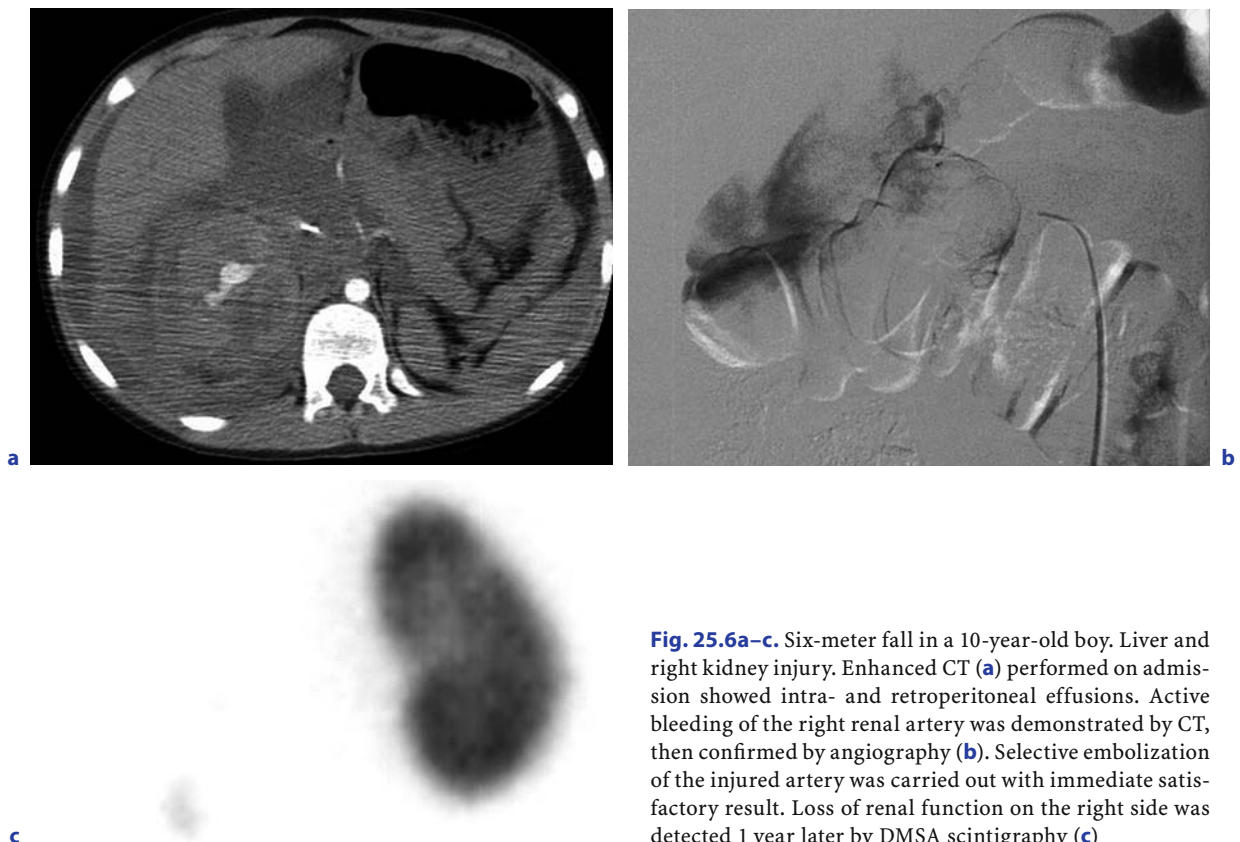 a
b
c
Fig. 25.6a–c. Six-meter fall in a 10-year-old boy. Liver and
right kidney injury. Enhanced CT (a) performed on admis-
sion showed intra- and retroperitoneal effusions. Active
bleeding of the right renal artery was demonstrated by CT,
then confirmed by angiography (b). Selective embolization
of the injured artery was carried out with immediate satis-
factory result. Loss of renal function on the right side was
detected 1 year later by DMSA scintigraphy (c)